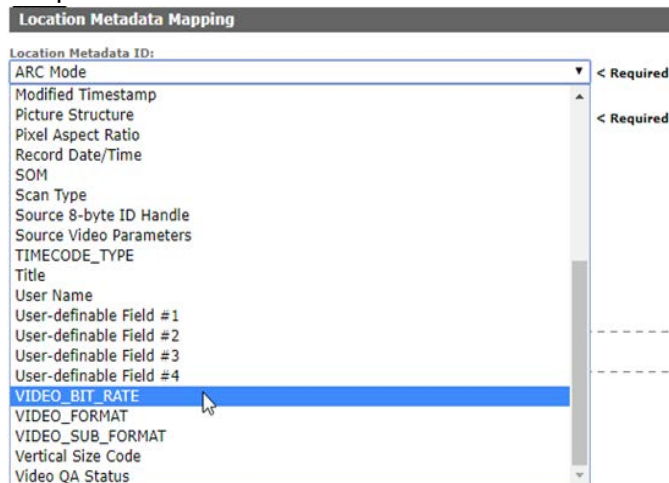 Location Metadata Mapping
Location Metadata ID:
ARC Mode < Required
Modified Timestamp
Picture Structure < Required
Pixel Aspect Ratio
Record Date/Time
SOM
Scan Type
Source 8-byte ID Handle
Source Video Parameters
TIMECODE_TYPE
Title
User Name
User-definable Field #1
User-definable Field #2
User-definable Field #3
User-definable Field #4
VIDEO_BIT_RATE
VIDEO_FORMAT
VIDEO_SUB_FORMAT
Vertical Size Code
Video QA Status